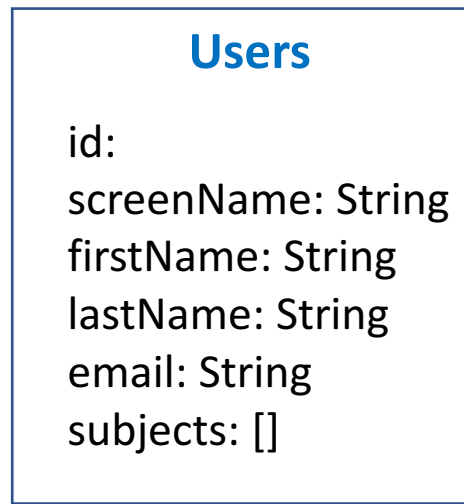 Users
id:
screenName: String
firstName: String
lastName: String
email: String
subjects: []